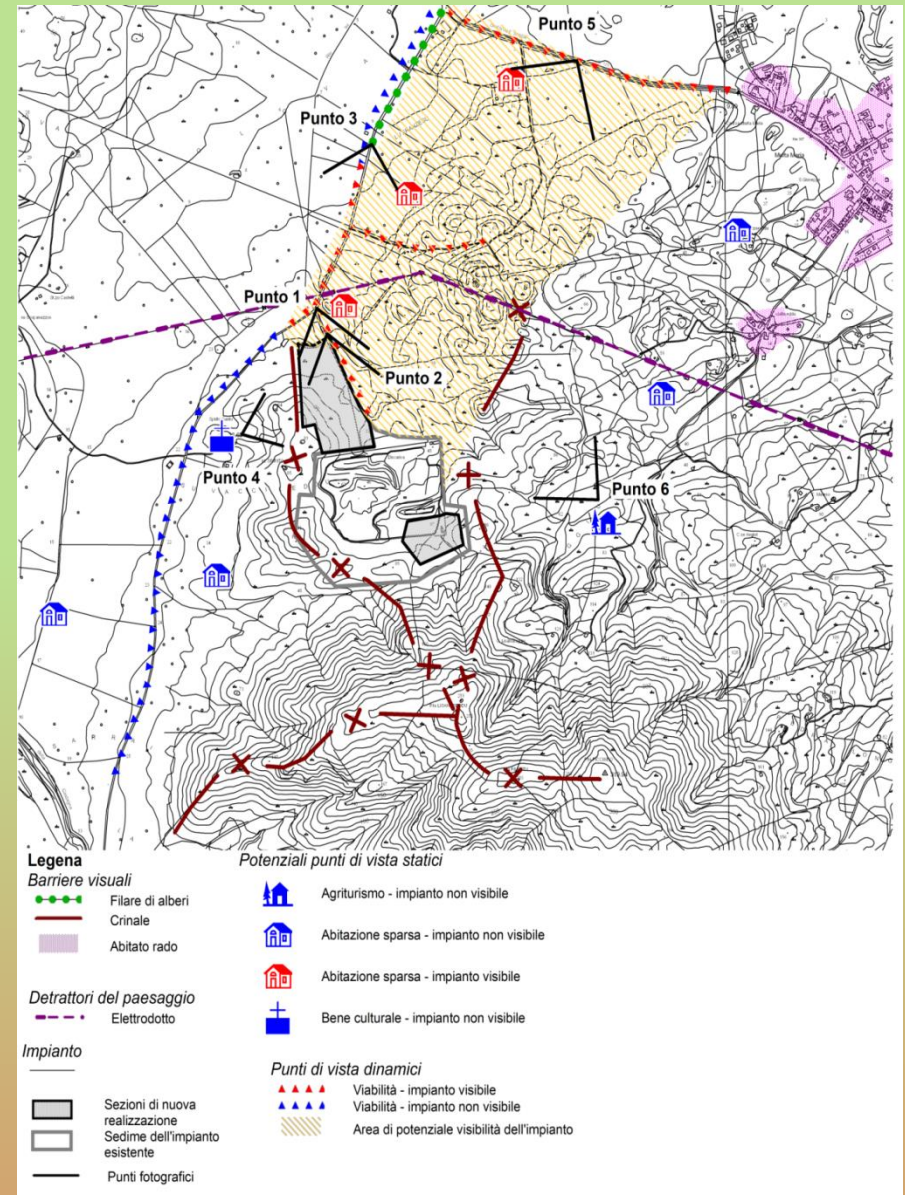 Punto 5
Punto 3
Punto 1
Punto 2
Punto 4
Punto 6
Legena
Barriere visuali
Filare di alberi
Crinale
Abitato rado
Detrattori del paesaggio
Elettrodotto
Impianto
Sezioni di nuova
realizzazione
Sedime dell'impianto
esistente
Punti fotografici
Potenziali punti di vista statici
Agriturismo - impianto non visibile
Abitazione sparsa - impianto non visibile
Abitazione sparsa - impianto visibile
Bene culturale - impianto non visibile
Punti di vista dinamici
Viabilità - impianto visibile
Viabilità - impianto non visibile
Area di potenziale visibilità dell'impianto